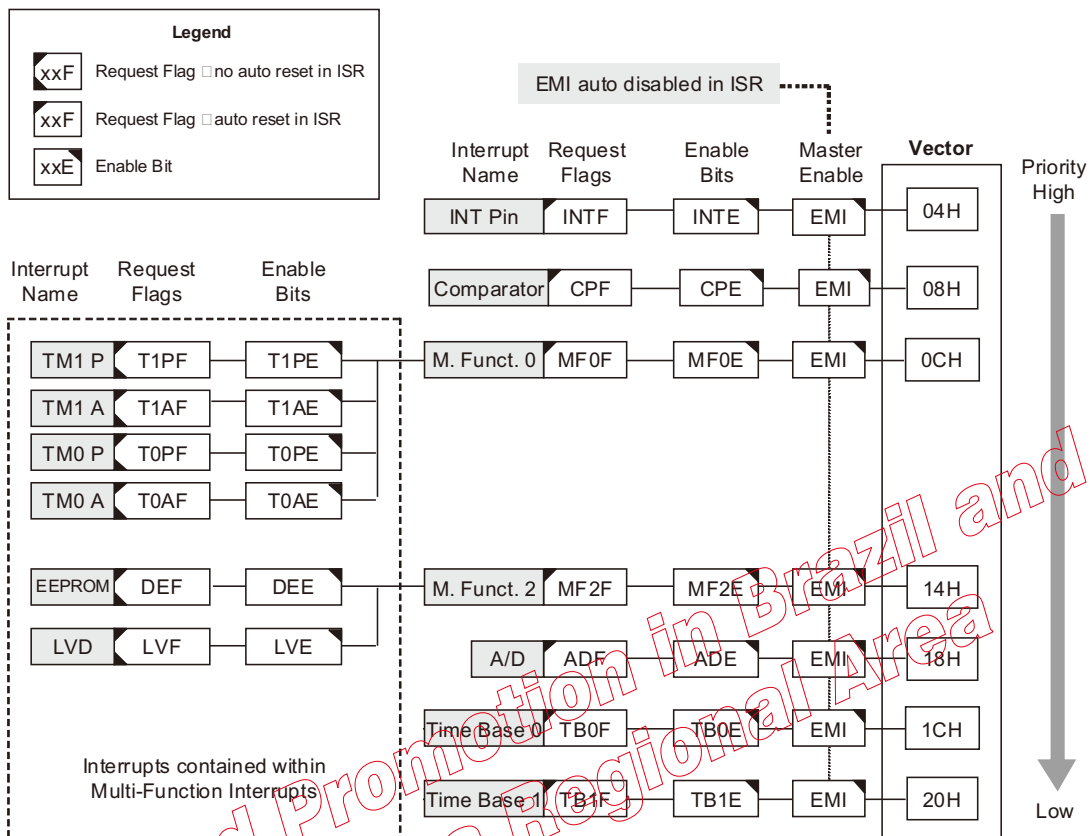 Legend
xxF Request Flag □ no auto reset in ISR
xxF Request Flag □ auto reset in ISR
xxE Enable Bit
EMI auto disabled in ISR
Interrupt Name Request Flags Enable Bits Master Enable Vector
Priority High
INT Pin INTF INTE EMI 04H
Comparator CPF CPE EMI 08H
Interrupt Name Request Flags Enable Bits
TM1 P T1PF T1PE M. Funct. 0 MF0F MF0E EMI 0CH
TM1 A T1AF T1AE
TM0 P T0PF T0PE
TM0 A T0AF T0AE
EEPROM DEF DEE M. Funct. 2 MF2F MF2E EMI 14H
LVD LVF LVE
A/D ADF ADE EMI 18H
Time Base 0 TB0F TB0E EMI 1CH
Time Base 1 TB1F TB1E EMI 20H
Interrupts contained within
Multi-Function Interrupts
Low
d Promotion in Brazil and
Regional Area